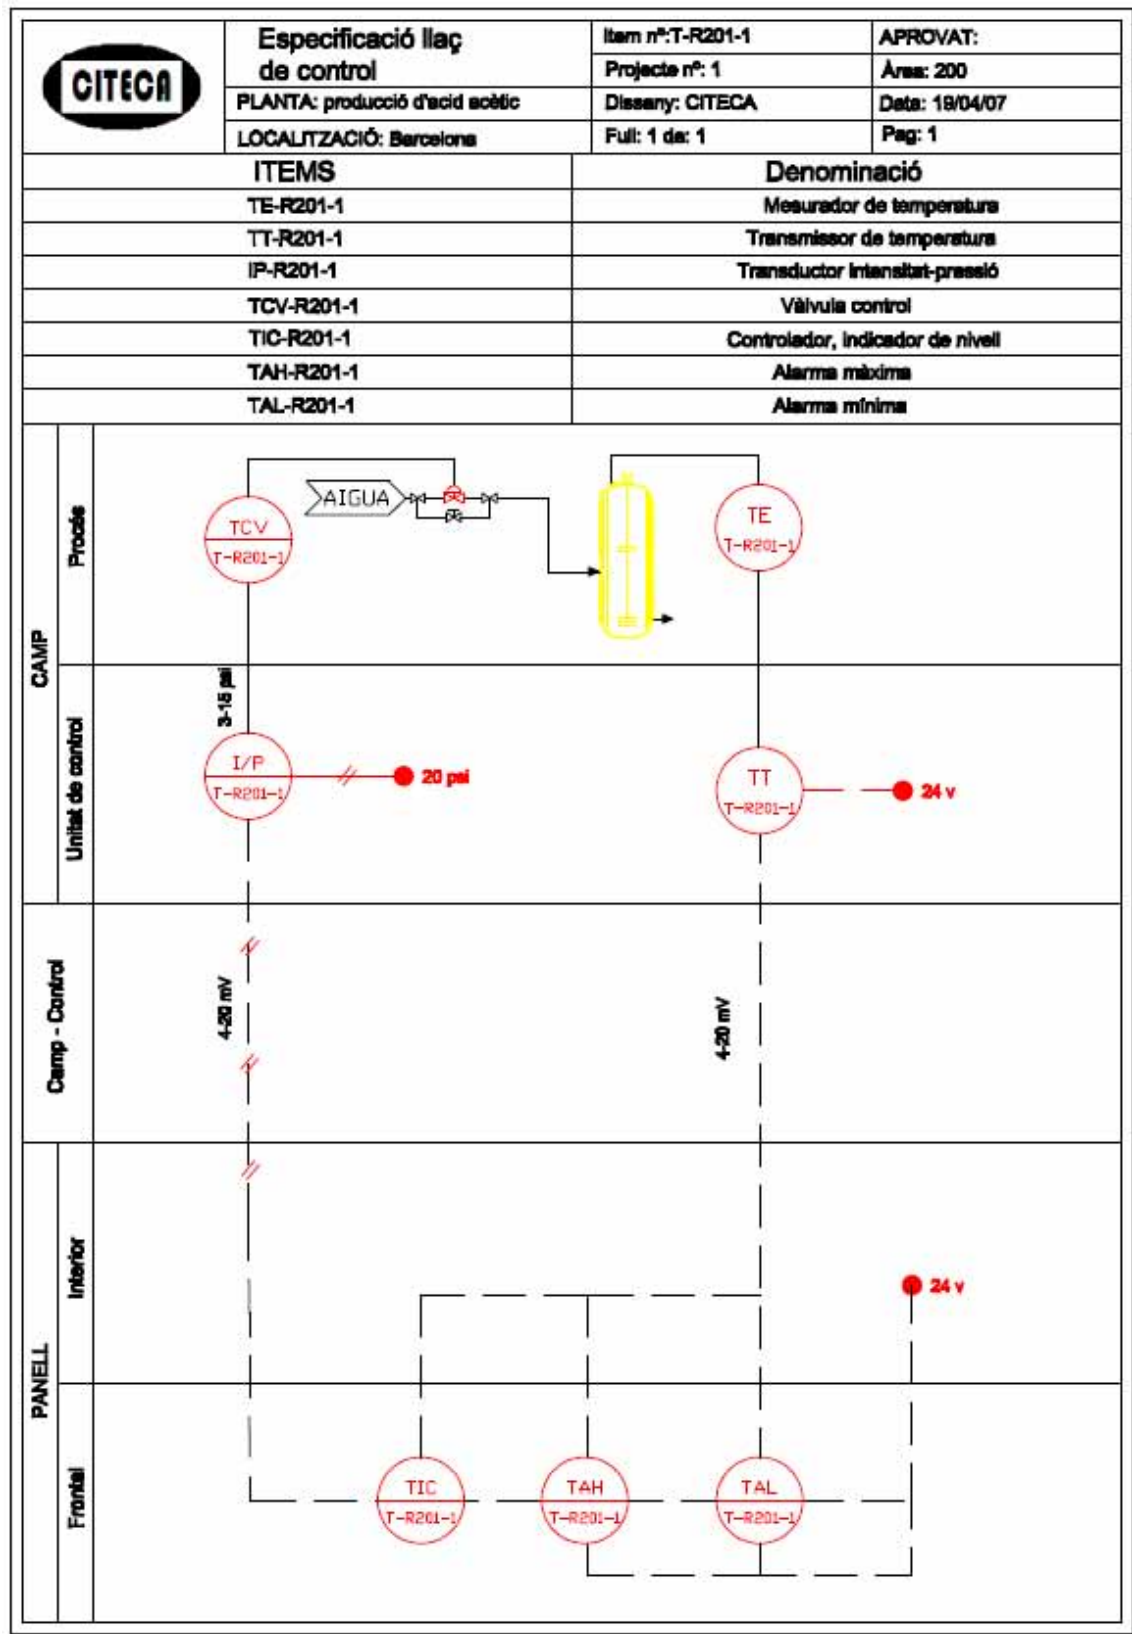 CITECA
Especificació llaç
de control
PLANTA: producció d'acid acètic
LOCALITZACIÓ: Barcelona
Item nº:T-R201-1
APROVAT:
Projecte nº: 1
Àrea: 200
Disseny: CITECA
Data: 19/04/07
Full: 1 de: 1
Pag: 1
ITEMS
Denominació
TE-R201-1
Mesurador de temperatura
TT-R201-1
Transmissor de temperatura
IP-R201-1
Transductor intensitat-pressió
TCV-R201-1
Vàlvula control
TIC-R201-1
Controlador, indicador de nivell
TAH-R201-1
Alarma màxima
TAL-R201-1
Alarma mínima
CAMP
Procés
TCV
T-R201-1
AIGUA
TE
T-R201-1
Unitat de control
3-15 psi
I/P
T-R201-1
20 psi
TT
T-R201-1
24 v
Camp - Control
4-20 mV
4-20 mV
PANELL
Interior
24 v
Frontal
TIC
T-R201-1
TAH
T-R201-1
TAL
T-R201-1